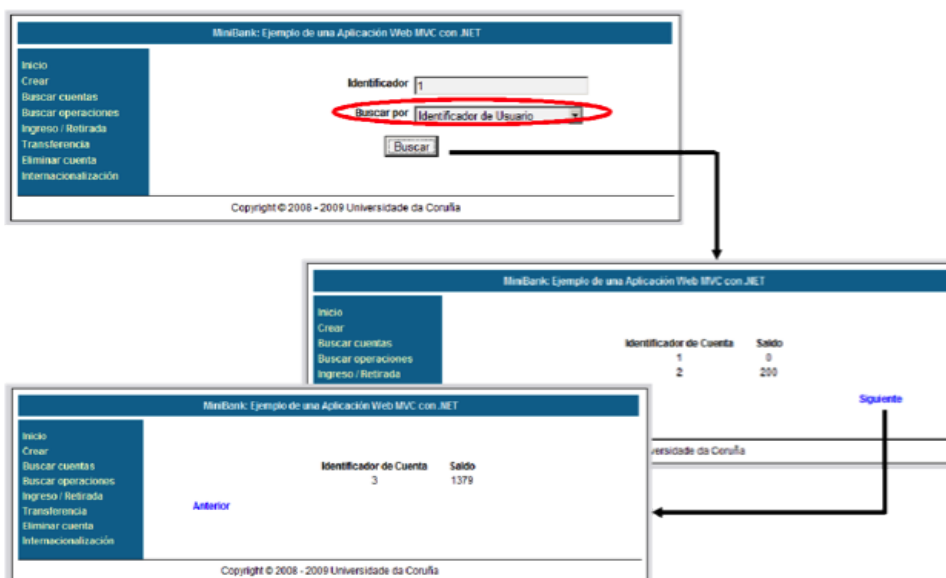 MiniBank: Ejemplo de una Aplicación Web MVC con .NET
Inicio
Crear
Buscar cuentas
Buscar operaciones
Ingreso / Retirada
Transferencia
Eliminar cuenta
Internacionalización
Identificador 1
Buscar por Identificador de Usuario
Buscar
Copyright © 2008 - 2009 Universidade da Coruña
MiniBank: Ejemplo de una Aplicación Web MVC con .NET
Inicio
Crear
Buscar cuentas
Buscar operaciones
Ingreso / Retirada
Identificador de Cuenta Saldo
1 0
2 200
Siguiente
versidade da Coruña
MiniBank: Ejemplo de una Aplicación Web MVC con .NET
Inicio
Crear
Buscar cuentas
Buscar operaciones
Ingreso / Retirada
Transferencia
Eliminar cuenta
Internacionalización
Identificador de Cuenta Saldo
3 1379
Anterior
Copyright © 2008 - 2009 Universidade da Coruña